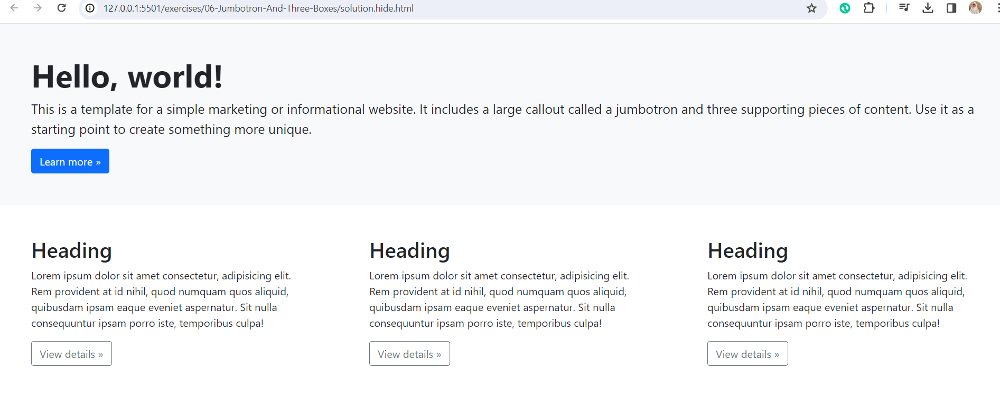 127.0.0.1:5501/exercises/06-Jumbotron-And-Three-Boxes/solution.hide.html
Hello, world!
This is a template for a simple marketing or informational website. It includes a large callout called a jumbotron and three supporting pieces of content. Use it as a
starting point to create something more unique.
Learn more »
Heading
Lorem ipsum dolor sit amet consectetur, adipisicing elit.
Rem provident at id nihil, quod numquam quos aliquid,
quibusdam ipsam eaque eveniet aspernatur. Sit nulla
consequuntur ipsam porro iste, temporibus culpa!
View details »
Heading
Lorem ipsum dolor sit amet consectetur, adipisicing elit.
Rem provident at id nihil, quod numquam quos aliquid,
quibusdam ipsam eaque eveniet aspernatur. Sit nulla
consequuntur ipsam porro iste, temporibus culpa!
View details »
Heading
Lorem ipsum dolor sit amet consectetur, adipisicing elit.
Rem provident at id nihil, quod numquam quos aliquid,
quibusdam ipsam eaque eveniet aspernatur. Sit nulla
consequuntur ipsam porro iste, temporibus culpa!
View details »